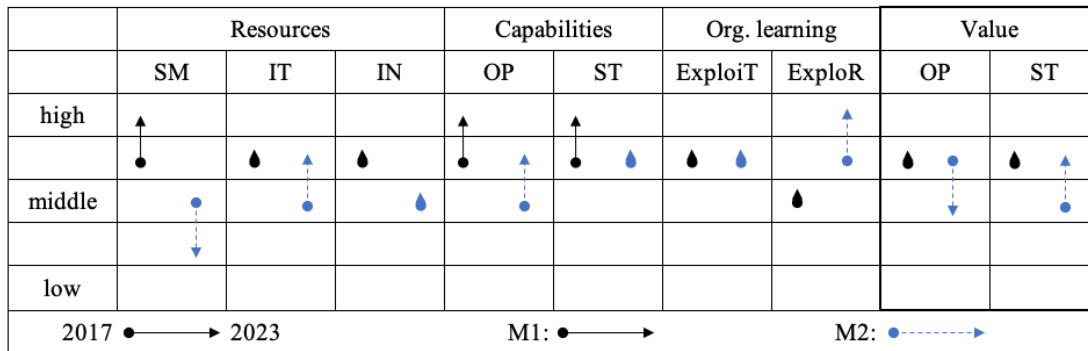 Resources Capabilities Org. learning Value
SM IT IN OP ST ExploiT ExploR OP ST
high
middle
low
2017 2023 M1: M2: